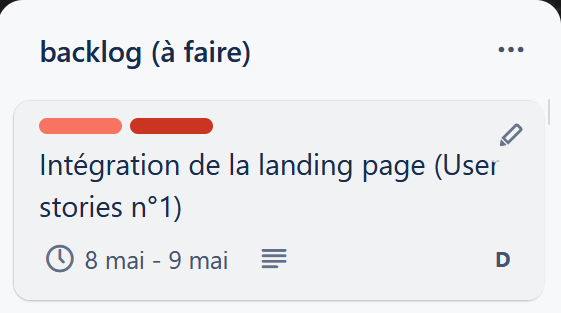 backlog (à faire)
Intégration de la landing page (User
stories n°1)
8 mai - 9 mai
D